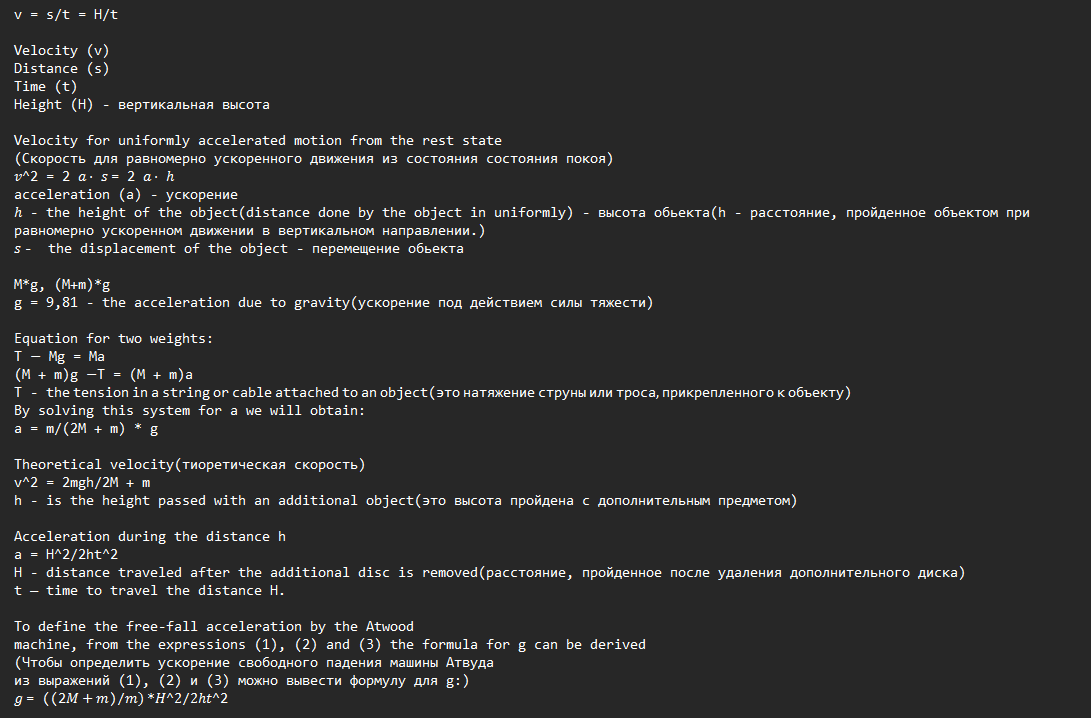 v = s/t = H/t
Velocity (v)
Distance (s)
Time (t)
Height (H) - вертикальная высота
Velocity for uniformly accelerated motion from the rest state
(Скорость для равномерно ускоренного движения из состояния состояния покоя)
𝑣^2 = 2 𝑎· 𝑠 = 2 𝑎· ℎ
acceleration (a) - ускорение
ℎ - the height of the object(distance done by the object in uniformly) - высота обьекта(h - расстояние, пройденное объектом при
равномерно ускоренном движении в вертикальном направлении.)
𝑠 -  the displacement of the object - перемещение обьекта
M*g, (M+m)*g
g = 9,81 - the acceleration due to gravity(ускорение под действием силы тяжести)
Equation for two weights:
T – Mg = Ma
(M + m)g –T = (M + m)a
T - the tension in a string or cable attached to an object(это натяжение струны или троса, прикрепленного к объекту)
By solving this system for a we will obtain:
a = m/(2M + m) * g
Theoretical velocity(тиоретическая скорость)
v^2 = 2mgh/2M + m
h - is the height passed with an additional object(это высота пройдена с дополнительным предметом)
Acceleration during the distance h
a = H^2/2ht^2
H - distance traveled after the additional disc is removed(расстояние, пройденное после удаления дополнительного диска)
t – time to travel the distance H.
To define the free-fall acceleration by the Atwood
machine, from the expressions (1), (2) and (3) the formula for g can be derived
(Чтобы определить ускорение свободного падения машины Атвуда
из выражений (1), (2) и (3) можно вывести формулу для g:)
𝑔 = ((2𝑀 + 𝑚)/𝑚) *𝐻^2/2ℎ𝑡^2